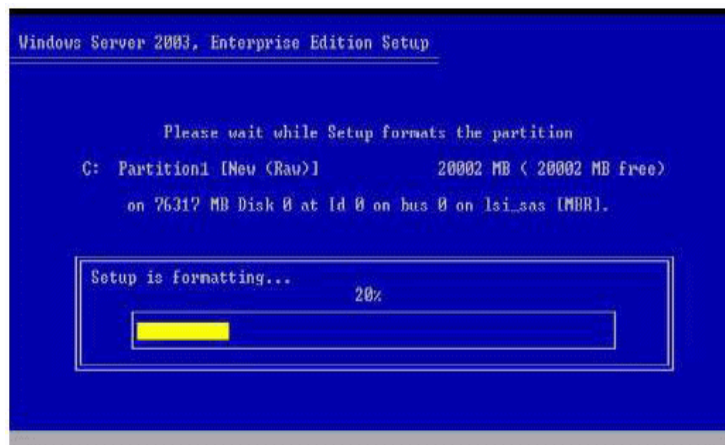 Windows Server 2003, Enterprise Edition Setup
Please wait while Setup formats the partition
C: Partition1 [New (Raw)] 20002 MB ( 20002 MB free)
on 76317 MB Disk 0 at Id 0 on bus 0 on lsi_sas [MBR].
Setup is formatting...
20%